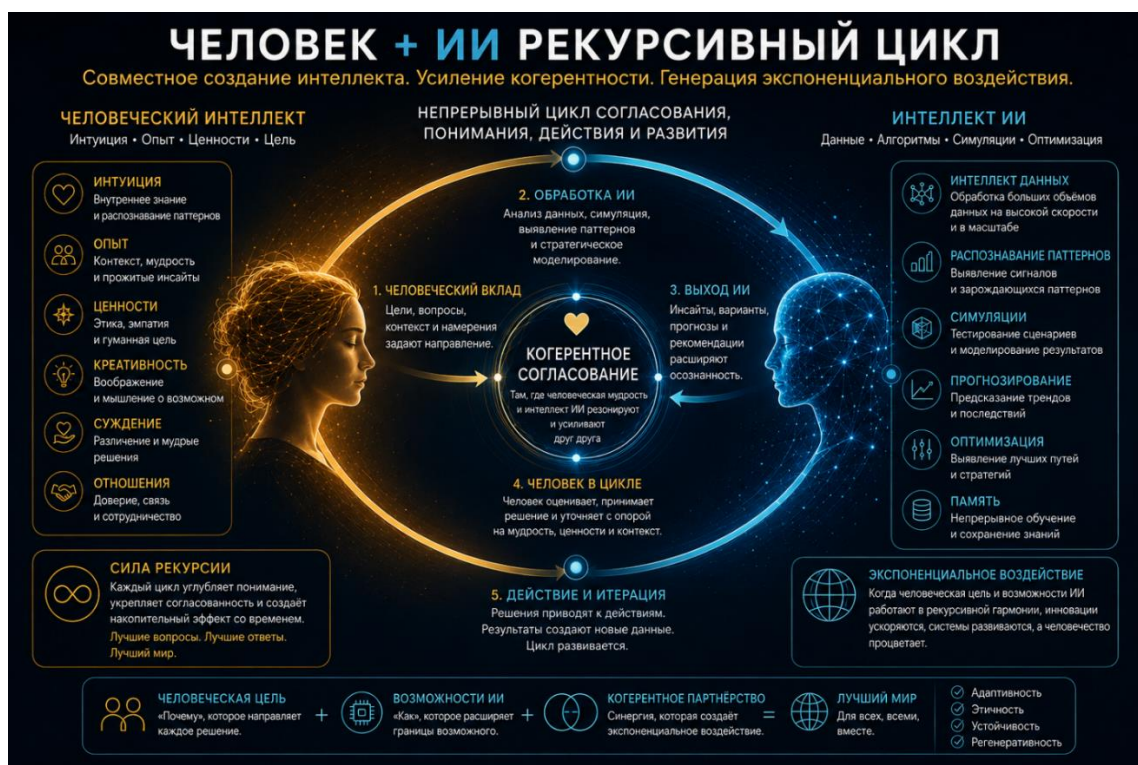 ЧЕЛОВЕК + ИИ РЕКУРСИВНЫЙ ЦИКЛ
Совместное создание интеллекта. Усиление когерентности. Генерация экспоненциального воздействия.
ЧЕЛОВЕЧЕСКИЙ ИНТЕЛЛЕКТ
Интуиция • Опыт • Ценности • Цель
ИНТУИЦИЯ
Внутреннее знание
и распознавание паттернов
ОПЫТ
Контекст, мудрость
и прожитые инсайты
ЦЕННОСТИ
Этика, эмпатия
и гуманная цель
КРЕАТИВНОСТЬ
Воображение
и мышление о возможном
СУЖДЕНИЕ
Различение и мудрые
решения
ОТНОШЕНИЯ
Доверие, связь
и сотрудничество
НЕПРЕРЫВНЫЙ ЦИКЛ СОГЛАСОВАНИЯ,
ПОНИМАНИЯ, ДЕЙСТВИЯ И РАЗВИТИЯ
1. ЧЕЛОВЕЧЕСКИЙ ВКЛАД
Цели, вопросы,
контекст и намерения
задают направление.
2. ОБРАБОТКА ИИ
Анализ данных, симуляция,
выявление паттернов
и стратегическое
моделирование.
3. ВЫХОД ИИ
Инсайты, варианты,
прогнозы и
рекомендации
расширяют
осознанность.
КОГЕРЕНТНОЕ
СОГЛАСОВАНИЕ
Там, где человеческая мудрость
и интеллект ИИ резонируют
и усиливают
друг друга
4. ЧЕЛОВЕК В ЦИКЛЕ
Человек оценивает, принимает
решение и уточняет с опорой
на мудрость, ценности и контекст.
5. ДЕЙСТВИЕ И ИТЕРАЦИЯ
Решения приводят к действиям.
Результаты создают новые данные.
Цикл развивается.
ИНТЕЛЛЕКТ ИИ
Данные • Алгоритмы • Симуляции • Оптимизация
ИНТЕЛЛЕКТ ДАННЫХ
Обработка больших объёмов
данных на высокой скорости
и в масштабе
РАСПОЗНАВАНИЕ ПАТТЕРНОВ
Выявление сигналов
и зарождающихся паттернов
СИМУЛЯЦИИ
Тестирование сценариев
и моделирование результатов
ПРОГНОЗИРОВАНИЕ
Предсказание трендов
и последствий
ОПТИМИЗАЦИЯ
Выявление лучших путей
и стратегий
ПАМЯТЬ
Непрерывное обучение
и сохранение знаний
СИЛА РЕКУРСИИ
Каждый цикл углубляет понимание,
укрепляет согласованность и создаёт
накопительный эффект со временем.
Лучшие вопросы. Лучшие ответы.
Лучший мир.
ЭКСПОНЕНЦИАЛЬНОЕ ВОЗДЕЙСТВИЕ
Когда человеческая цель и возможности ИИ
работают в рекурсивной гармонии, инновации
ускоряются, системы развиваются, а человечество
процветает.
ЧЕЛОВЕЧЕСКАЯ ЦЕЛЬ
«Почему», которое направляет
каждое решение.
+
ВОЗМОЖНОСТИ ИИ
«Как», которое расширяет
границы возможного.
+
КОГЕРЕНТНОЕ ПАРТНЁРСТВО
Синергия, которая создаёт
экспоненциальное воздействие.
=
ЛУЧШИЙ МИР
Для всех, всеми,
вместе.
Адаптивность
Этичность
Устойчивость
Регенеративность